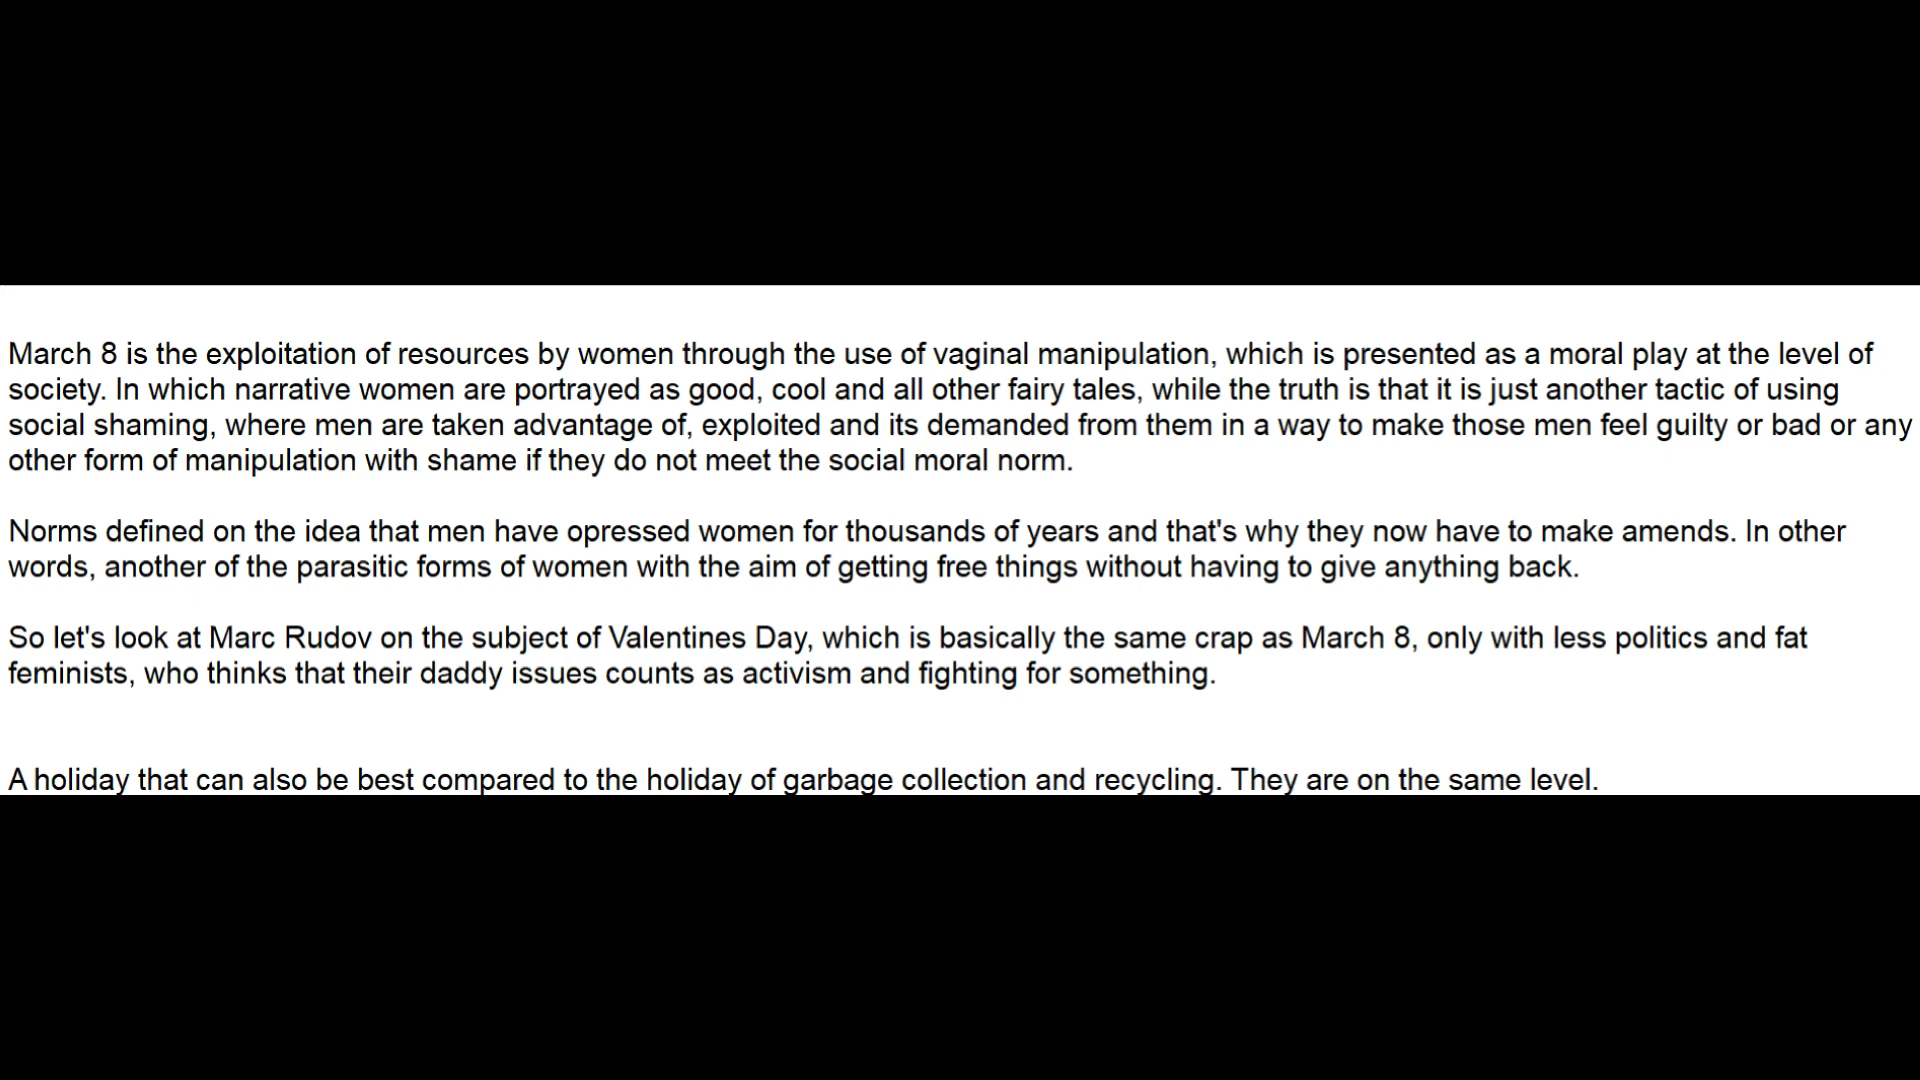 March 8 is the exploitation of resources by women through the use of vaginal manipulation, which is presented as a moral play at the level of
society. In which narrative women are portrayed as good, cool and all other fairy tales, while the truth is that it is just another tactic of using
social shaming, where men are taken advantage of, exploited and its demanded from them in a way to make those men feel guilty or bad or any
other form of manipulation with shame if they do not meet the social moral norm.
Norms defined on the idea that men have opressed women for thousands of years and that's why they now have to make amends. In other
words, another of the parasitic forms of women with the aim of getting free things without having to give anything back.
So let's look at Marc Rudov on the subject of Valentines Day, which is basically the same crap as March 8, only with less politics and fat
feminists, who thinks that their daddy issues counts as activism and fighting for something.
A holiday that can also be best compared to the holiday of garbage collection and recycling. They are on the same level.